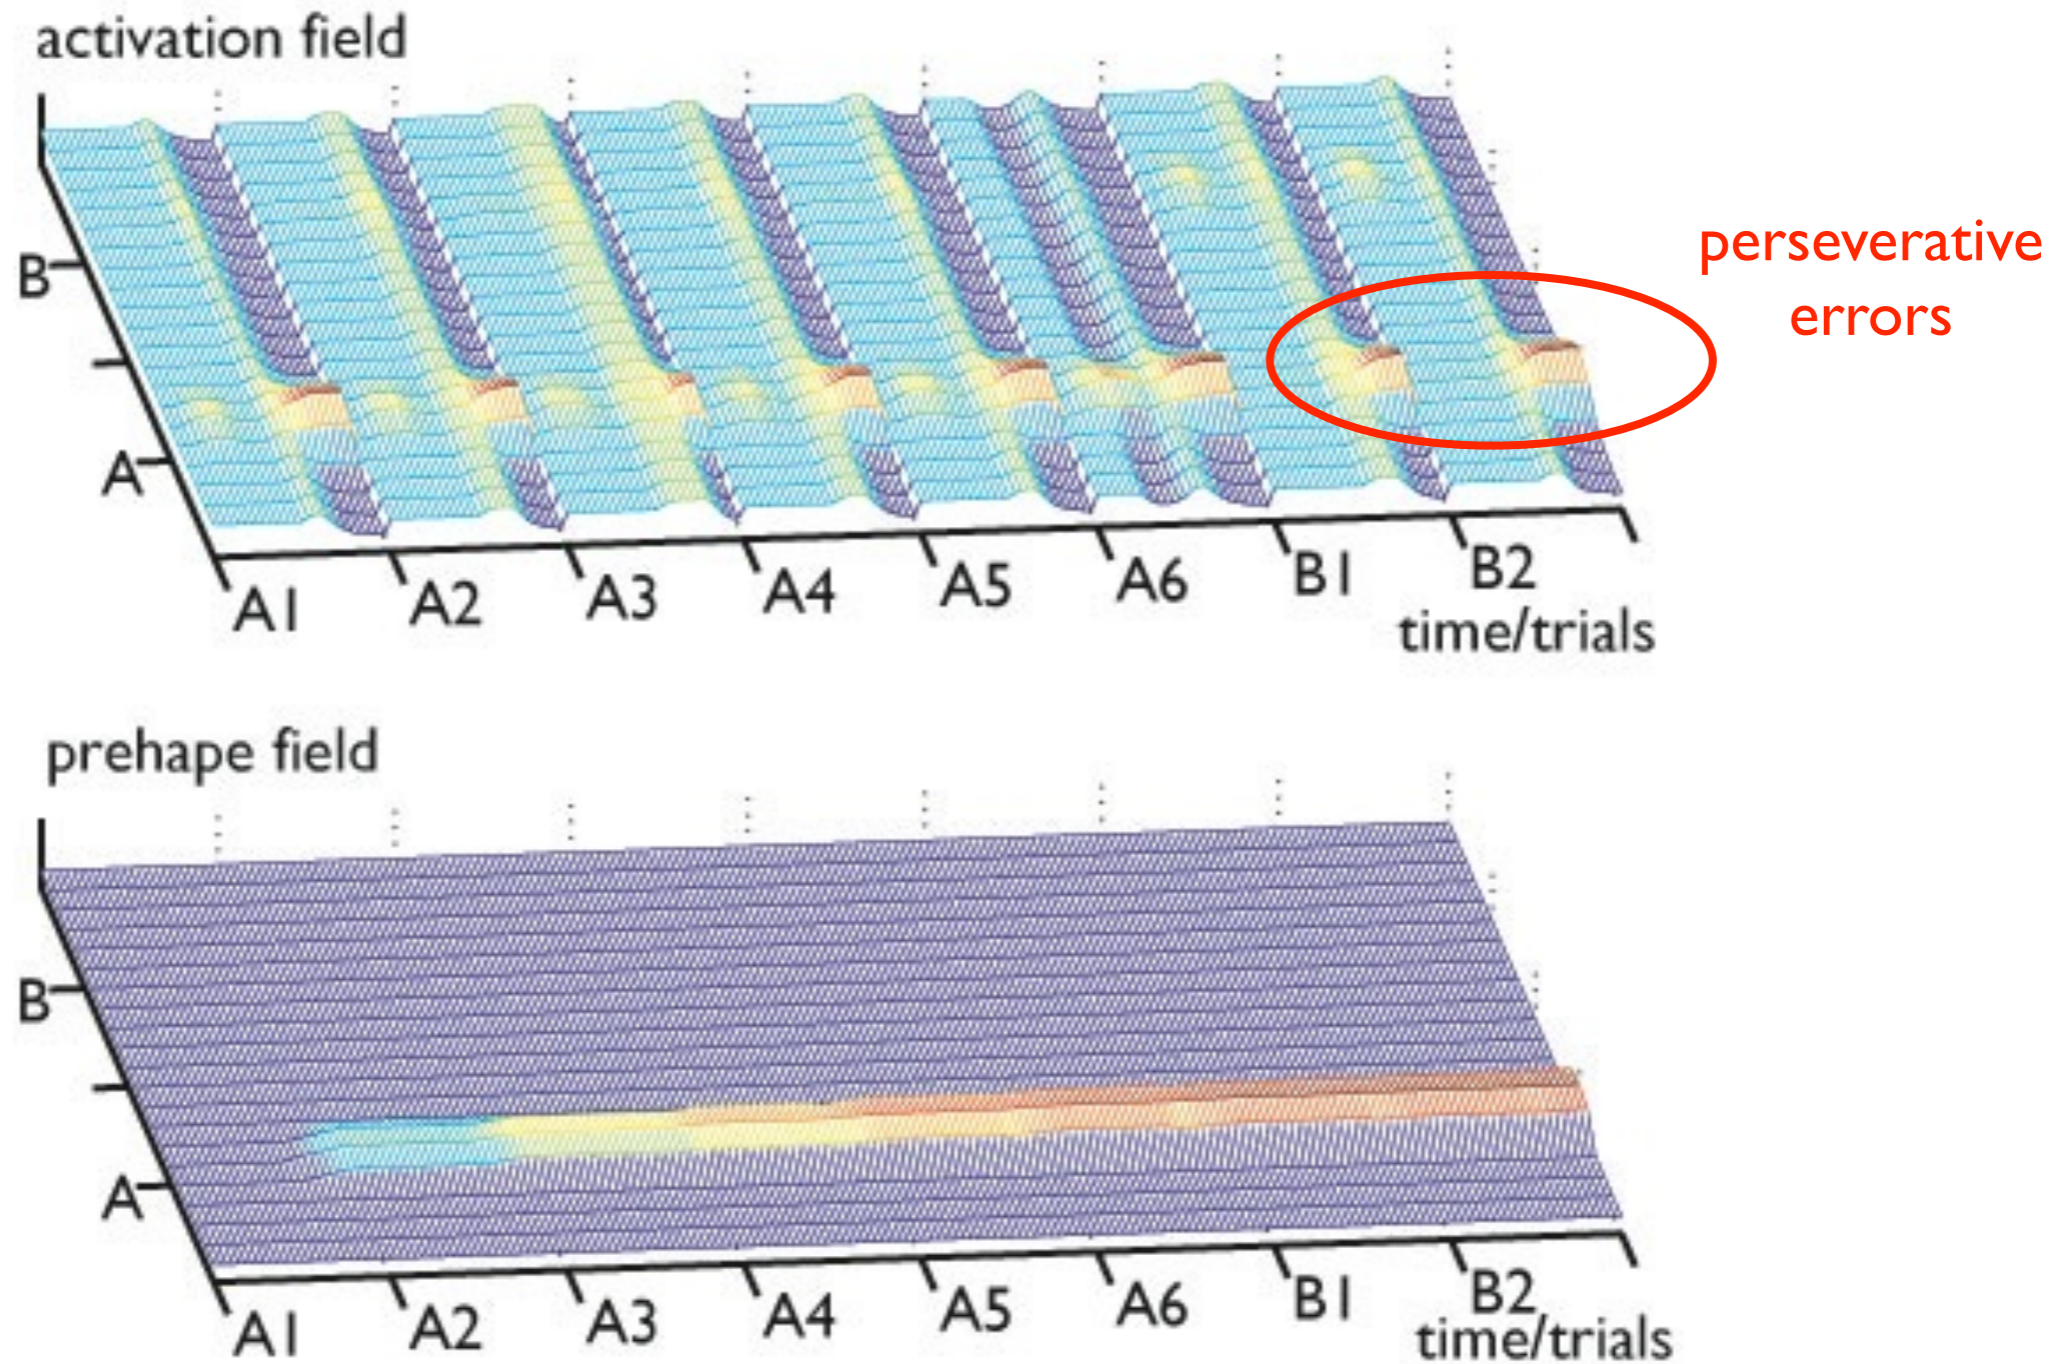 activation field
B
A
A1 A2 A3 A4 A5 A6 B1 B2
time/trials
perseverative
errors
prehape field
B
A
A1 A2 A3 A4 A5 A6 B1 B2
time/trials